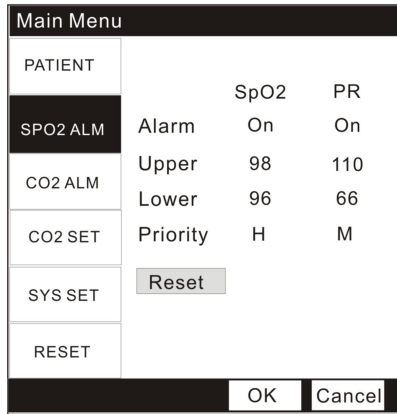 Main Menu
PATIENT
SPO2 ALM
CO2 ALM
CO2 SET
SYS SET
RESET
SpO2 PR
Alarm On On
Upper 98 110
Lower 96 66
Priority H M
Reset
OK Cancel